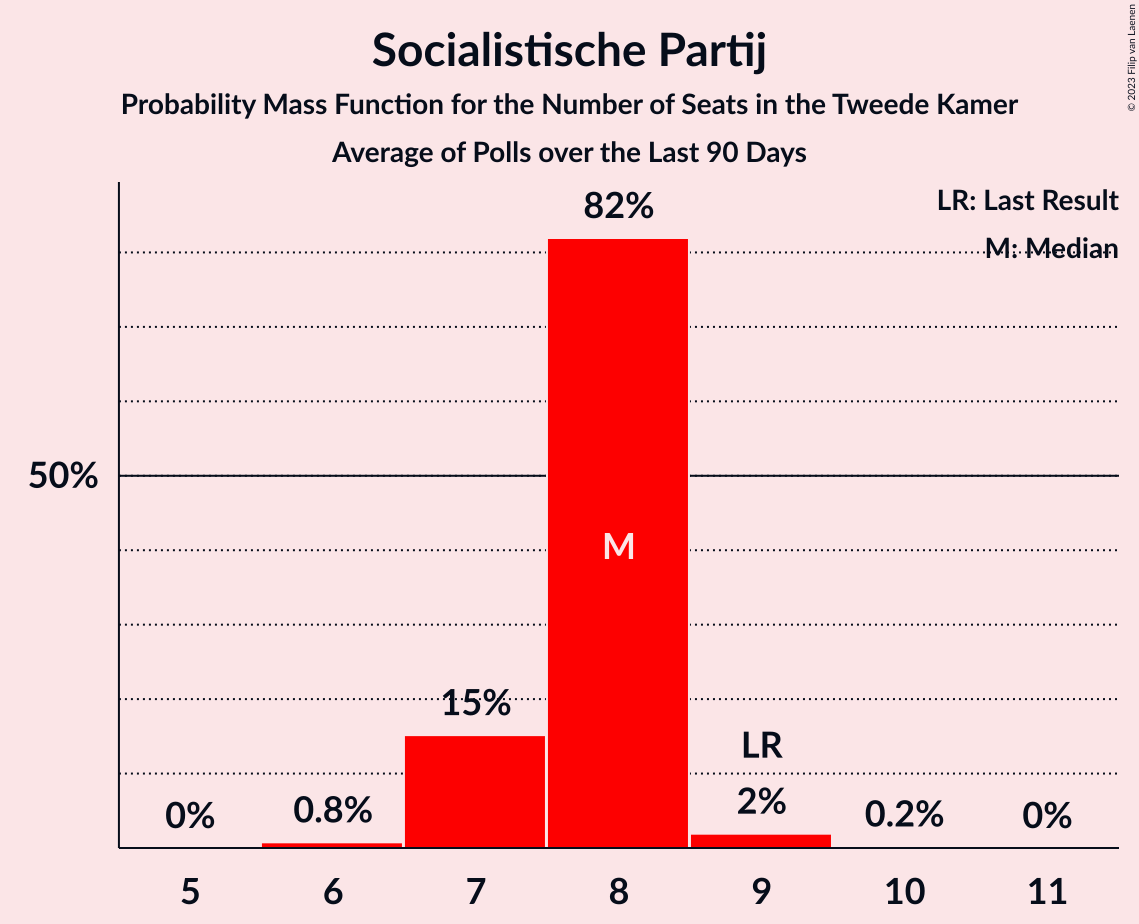 Socialistische Partij
Probability Mass Function for the Number of Seats in the Tweede Kamer
Average of Polls over the Last 90 Days
© 2023 Filip van Laenen
LR: Last Result
M: Median
82%
50%
M
15%
LR
0%
0.8%
2%
0.2%
0%
5 6 7 8 9 10 11